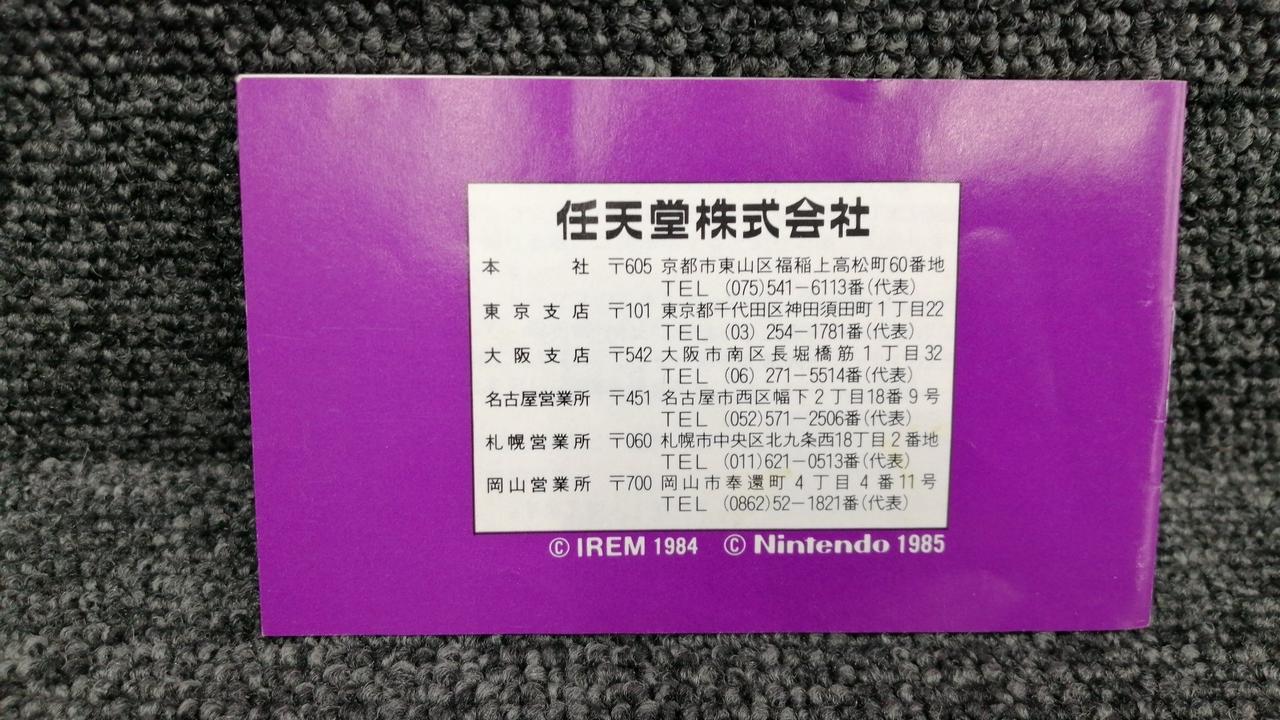 任天堂株式会社
本社 〒605 京都市東山区福稲上高松町60番地
TEL (075)541-6113番(代表)
東京支店 〒101 東京都千代田区神田須田町1丁目22
TEL (03) 254-1781番(代表)
大阪支店 〒542 大阪市南区長堀橋筋1丁目32
TEL (06) 271-5514番(代表)
名古屋営業所 〒451 名古屋市西区幅下2丁目18番9号
TEL (052)571-2506番(代表)
札幌営業所 〒060 札幌市中央区北九条西18丁目2番地
TEL (011)621-0513番(代表)
岡山営業所 〒700 岡山市奉還町4丁目4番11号
TEL (0862)52-1821番(代表)
© IREM 1984 © Nintendo 1985